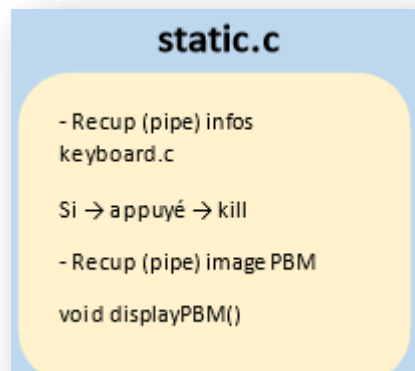 static.c
- Recup (pipe) infos
keyboard.c
Si → appuyé → kill
- Recup (pipe) image PBM
void displayPBM()